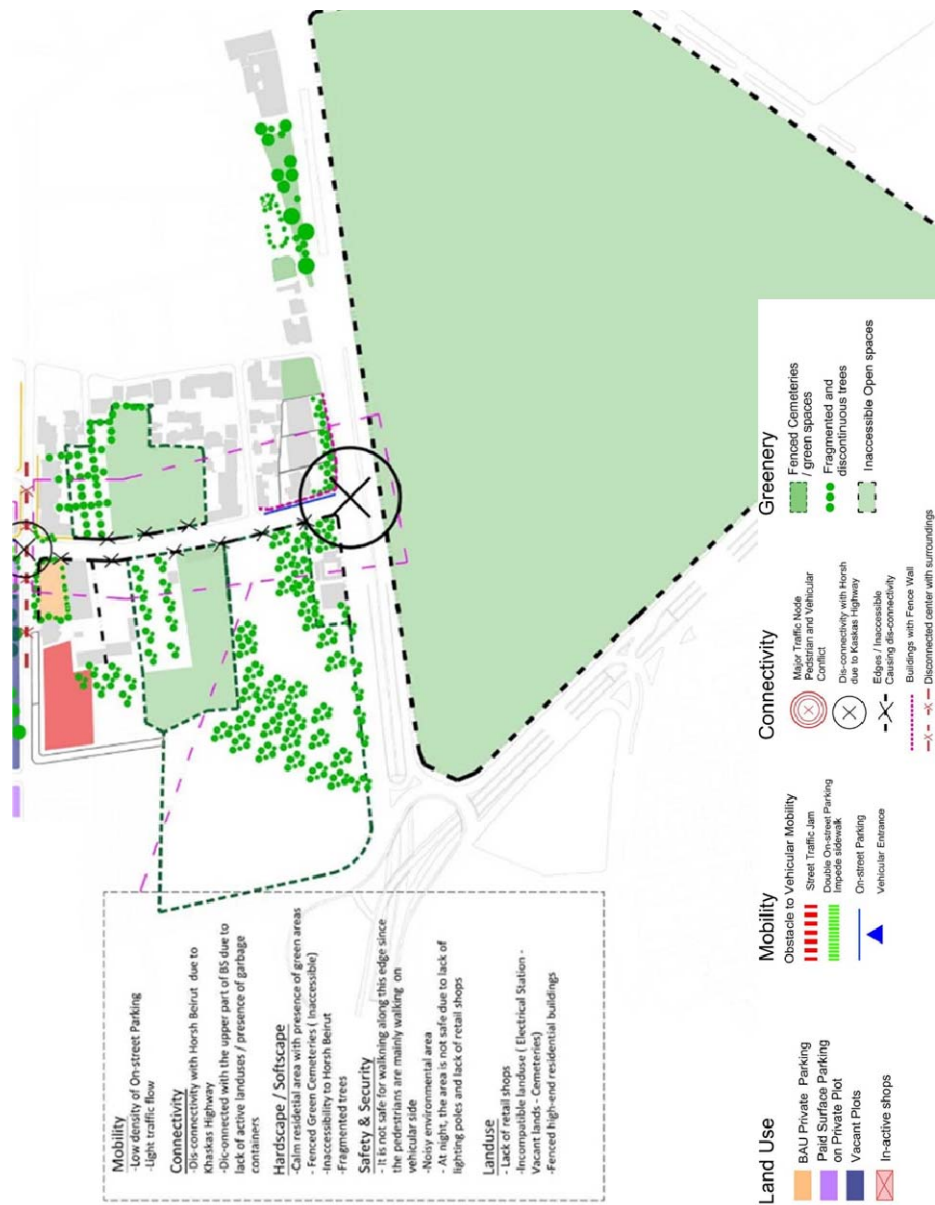 Mobility
-Low density of On-street Parking
-Light traffic flow
Connectivity
-Dis-connectivity with Horsh Beirut due to
Khaskas Highway
-Dic-onnected with the upper part of BS due to
lack of active landuses / presence of garbage
containers
Hardscape / Softscape
-Calm residetial area with presence of green areas
- Fenced Green Cemeteries ( Inaccessible)
-Inaccessibility to Horsh Beirut
-Fragmented trees
Safety & Security
- It is not safe for walkning along this edge since
the pedestrians are mainly walking on
vehicular side
-Noisy environmental area
- At night, the area is not safe due to lack of
lighting poles and lack of retail shops
Landuse
- Lack of retail shops
-Incompatible landuse ( Electrical Station -
Vacant lands - Cemeteries)
-Fenced high-end residential buildings
Land Use
BAU Private Parking
Paid Surface Parking
on Private Plot
Vacant Plots
In-active shops
Mobility
Obstacle to Vehicular Mobility
Street Traffic Jam
Double On-street Parking
Impede sidewalk
On-street Parking
Vehicular Entrance
Connectivity
Major Traffic Node
Pedstrian and Vehicular
Conflict
Dis-connectivity with Horsh
due to Kaskas Highway
Edges / Inaccessible
Causing dis-connectivity
Buildings with Fence Wall
Disconnected center with surroundings
Greenery
Fenced Cemeteries
/ green spaces
Fragmented and
discontinuous trees
Inaccessible Open spaces